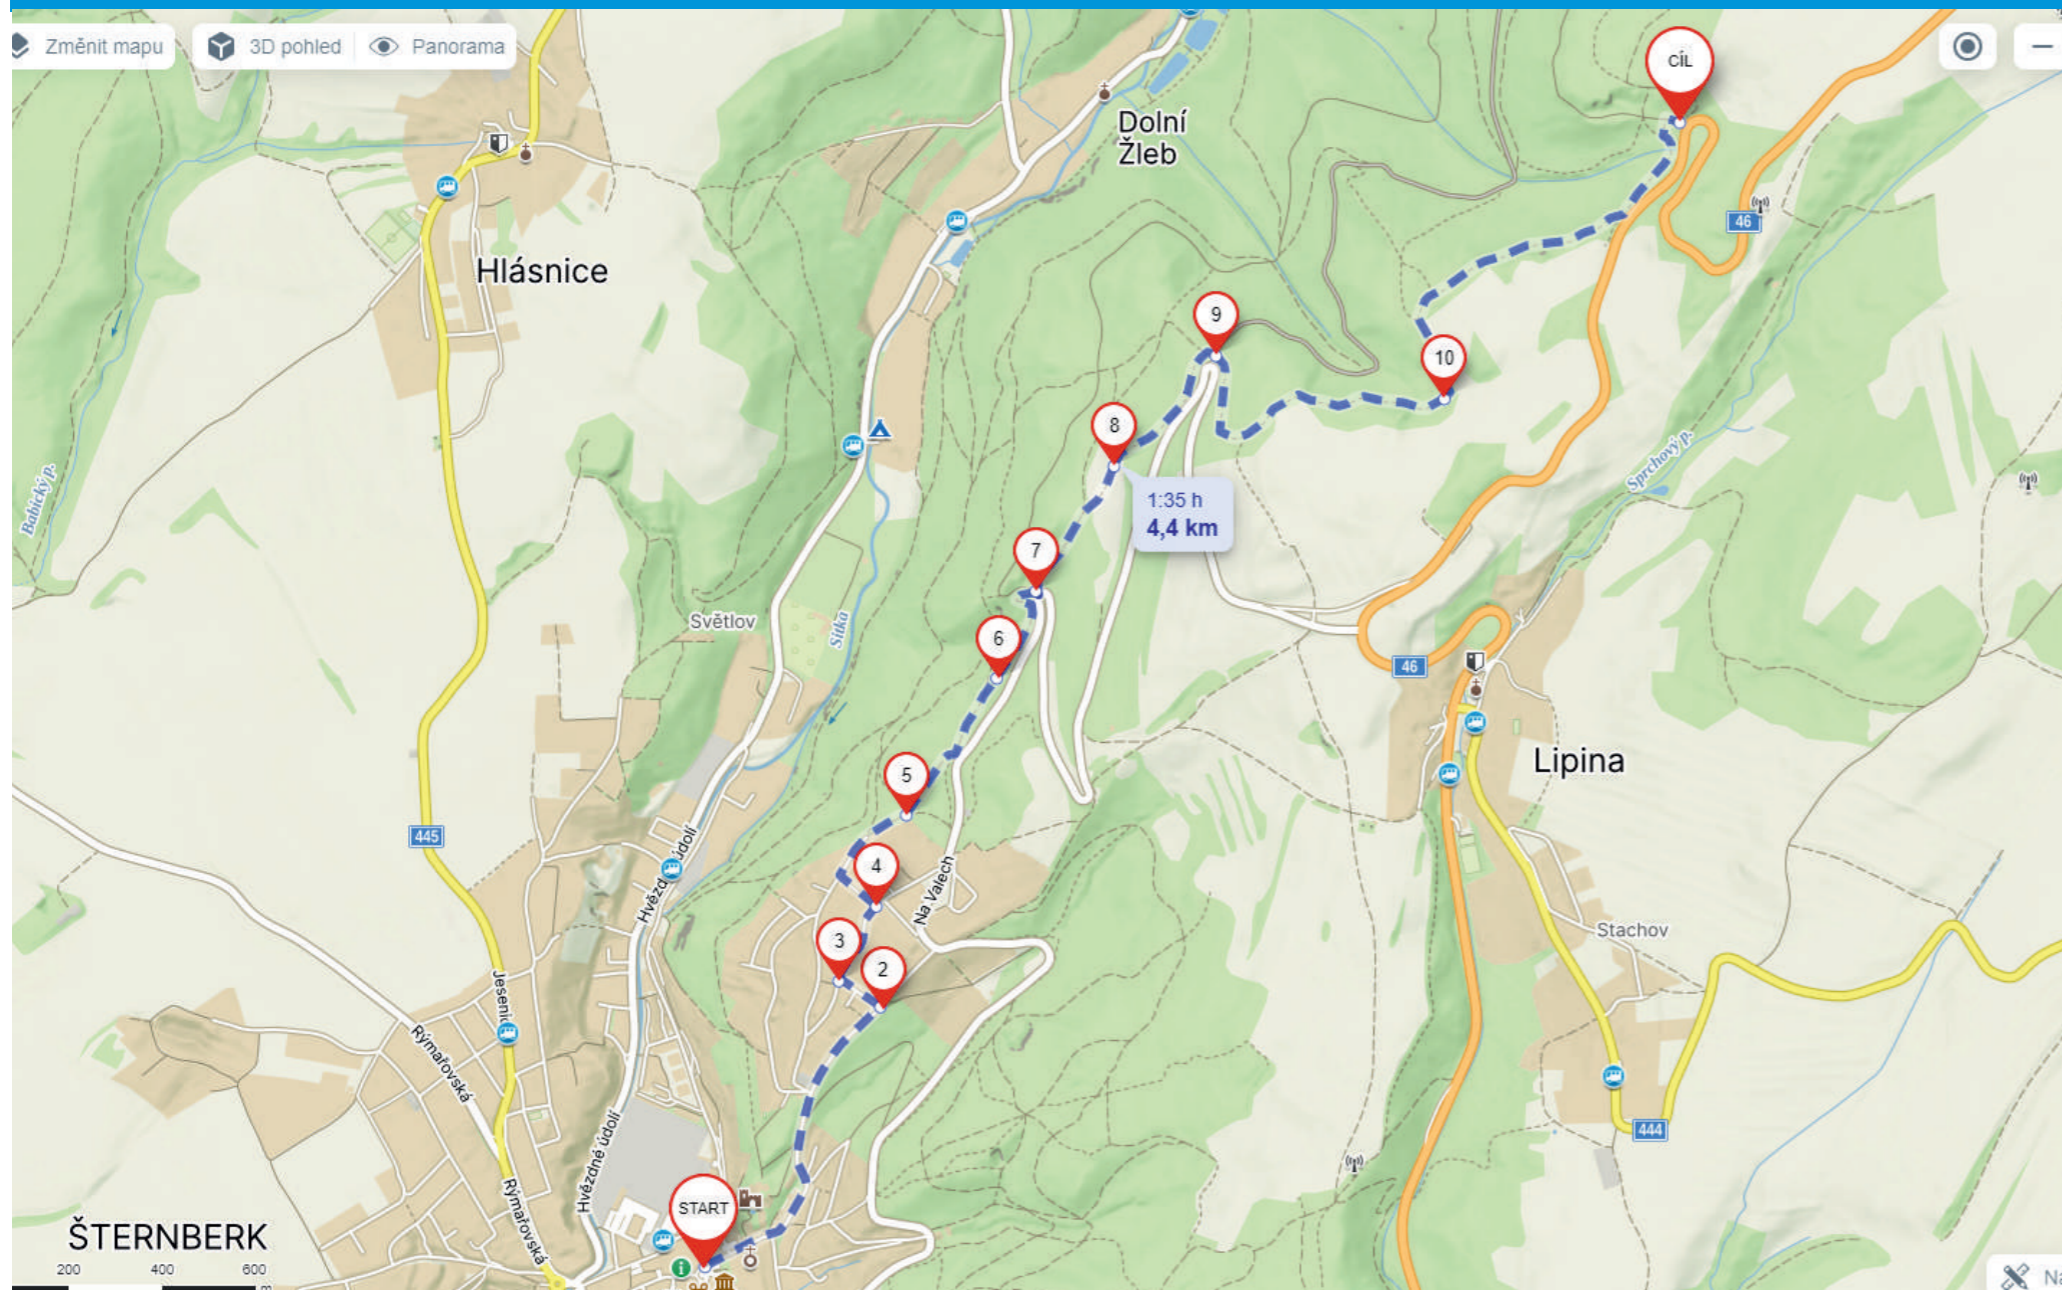 Změnit mapu
3D pohled
Panorama
CÍL
Dolní
Žleb
46
Hlásnice
9
10
8
1:35 h
4,4 km
Babický p.
Sprchový p.
7
Světlov
Sitka
6
46
Lipina
5
445
Hvězd
údolí
4
Na Valech
3
2
Stachov
Jeseni
Rýmařovská
Hvězdné údolí
444
Rýmařovská
START
ŠTERNBERK
200 400 600